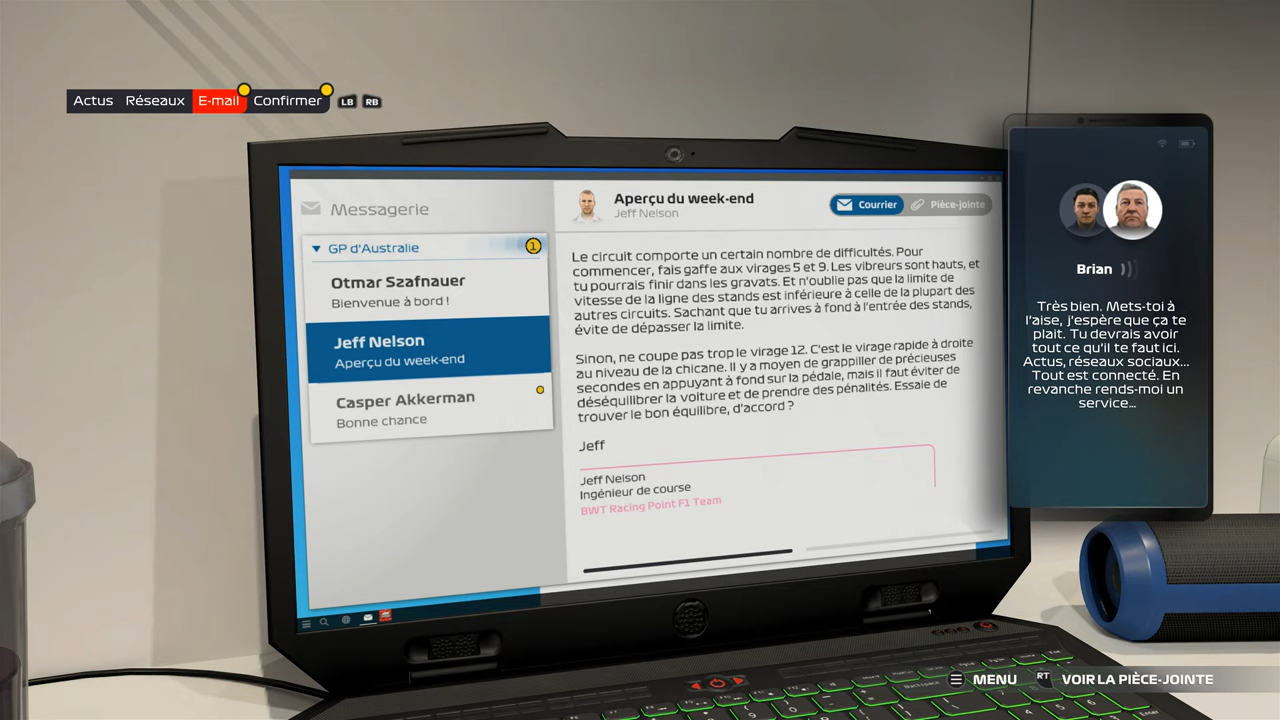 Actus Réseaux E-mail Confirmer LB RB
Messagerie
GP d'Australie 1
Otmar Szafnauer
Bienvenue à bord !
Jeff Nelson
Aperçu du week-end
Casper Akkerman
Bonne chance
Aperçu du week-end
Jeff Nelson
Courrier
Pièce-jointe
Le circuit comporte un certain nombre de difficultés. Pour
commencer, fais gaffe aux virages 5 et 9. Les vibreurs sont hauts, et
tu pourrais finir dans les gravats. Et n'oublie pas que la limite de
vitesse de la ligne des stands est inférieure à celle de la plupart des
autres circuits. Sachant que tu arrives à fond à l'entrée des stands,
évite de dépasser la limite.
Sinon, ne coupe pas trop le virage 12. C'est le virage rapide à droite
au niveau de la chicane. Il y a moyen de grappiller de précieuses
secondes en appuyant à fond sur la pédale, mais il faut éviter de
déséquilibrer la voiture et de prendre des pénalités. Essaie de
trouver le bon équilibre, d'accord ?
Jeff
Jeff Nelson
Ingénieur de course
BWT Racing Point F1 Team
Brian
Très bien. Mets-toi à
l'aise, j'espère que ça te
plait. Tu devrais avoir
tout ce qu'il te faut ici.
Actus, réseaux sociaux...
Tout est connecté. En
revanche rends-moi un
service...
MENU RT VOIR LA PIÈCE-JOINTE